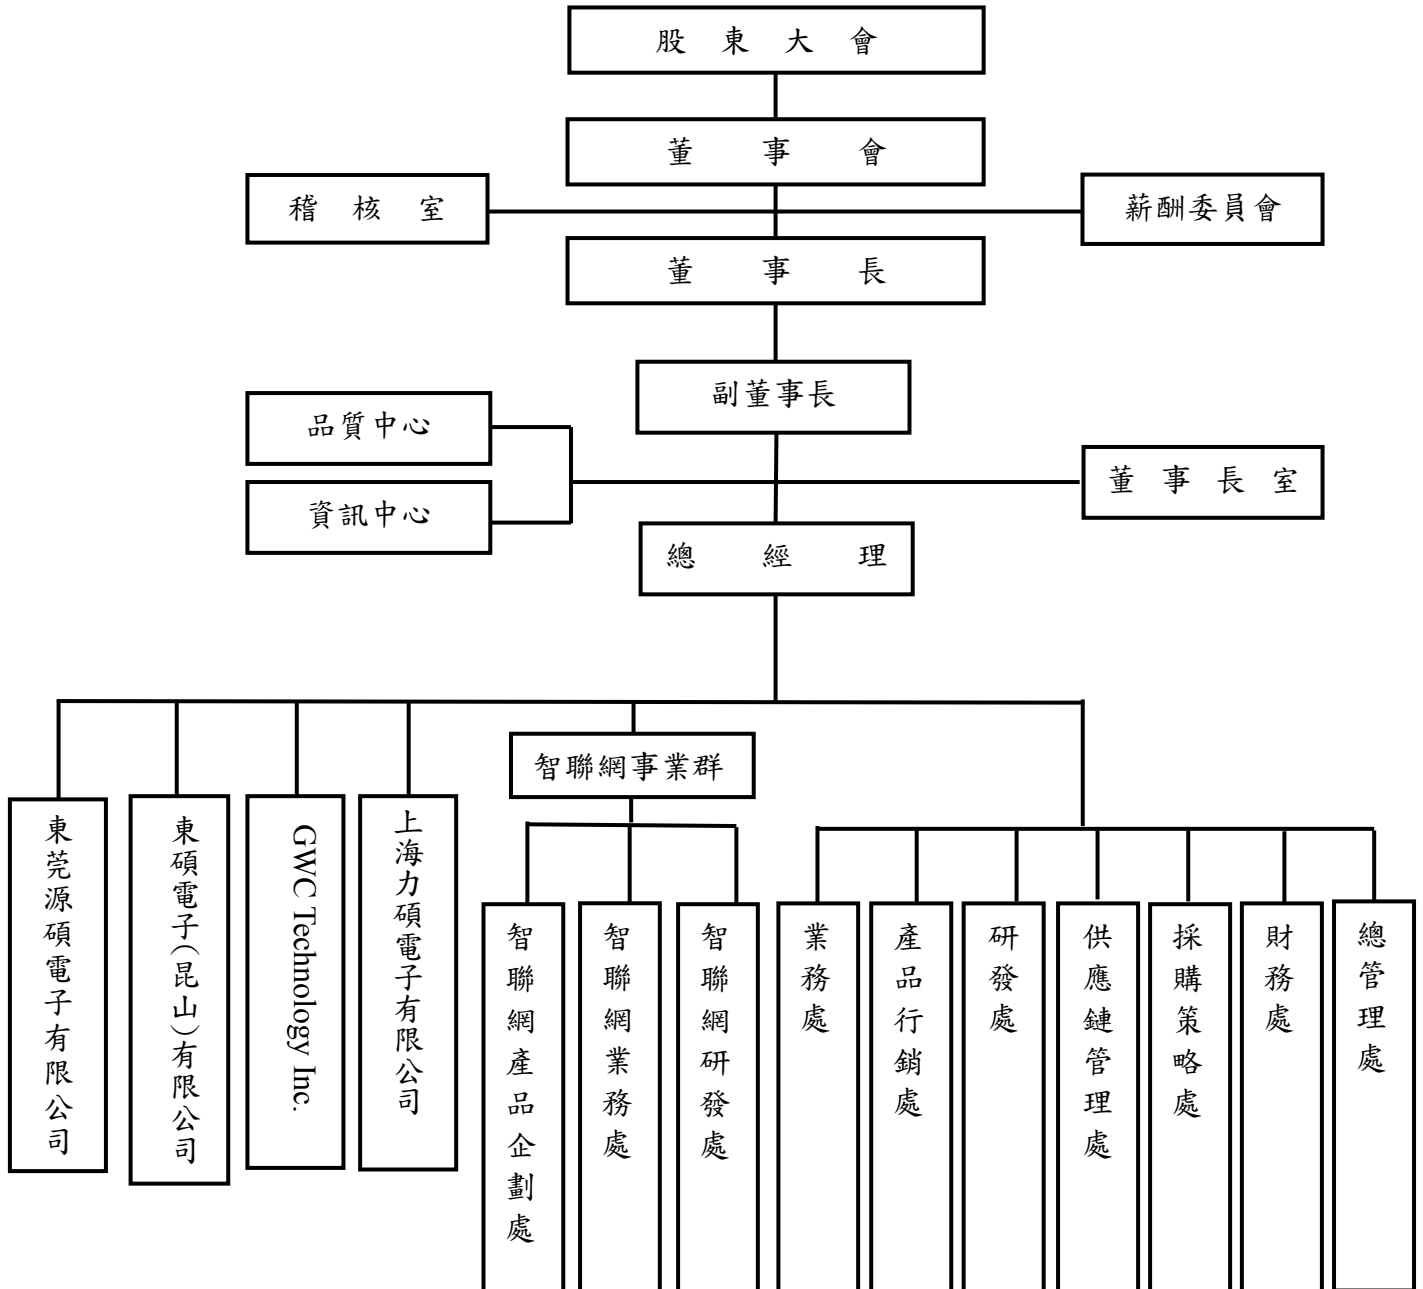 股東大會
董事會
稽核室
薪酬委員會
董事長
副董事長
品質中心
董事長室
資訊中心
總經理
智聯網事業群
東莞源碩電子有限公司
東碩電子(昆山)有限公司
GWC Technology Inc.
上海力碩電子有限公司
智聯網產品企劃處
智聯網業務處
智聯網研發處
業務處
產品行銷處
研發處
供應鏈管理處
採購策略處
財務處
總管理處